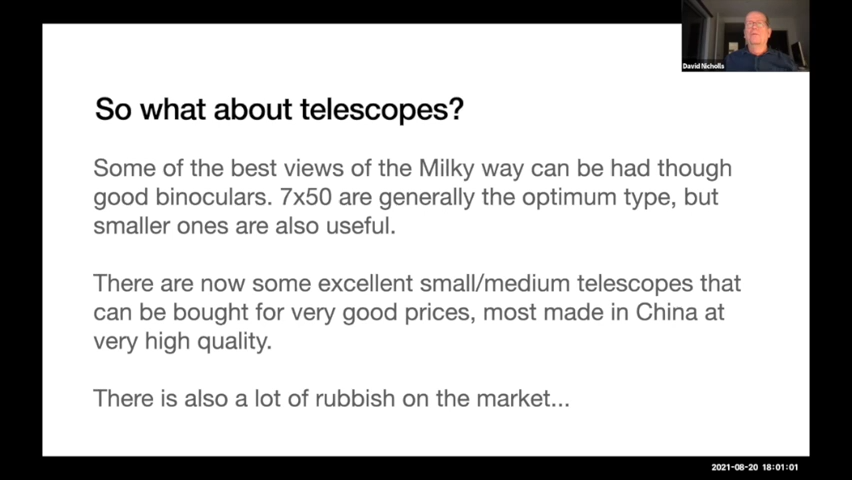 David Nicholls
So what about telescopes?
Some of the best views of the Milky way can be had though
good binoculars. 7x50 are generally the optimum type, but
smaller ones are also useful.
There are now some excellent small/medium telescopes that
can be bought for very good prices, most made in China at
very high quality.
There is also a lot of rubbish on the market...
2021-08-20 18:01:01